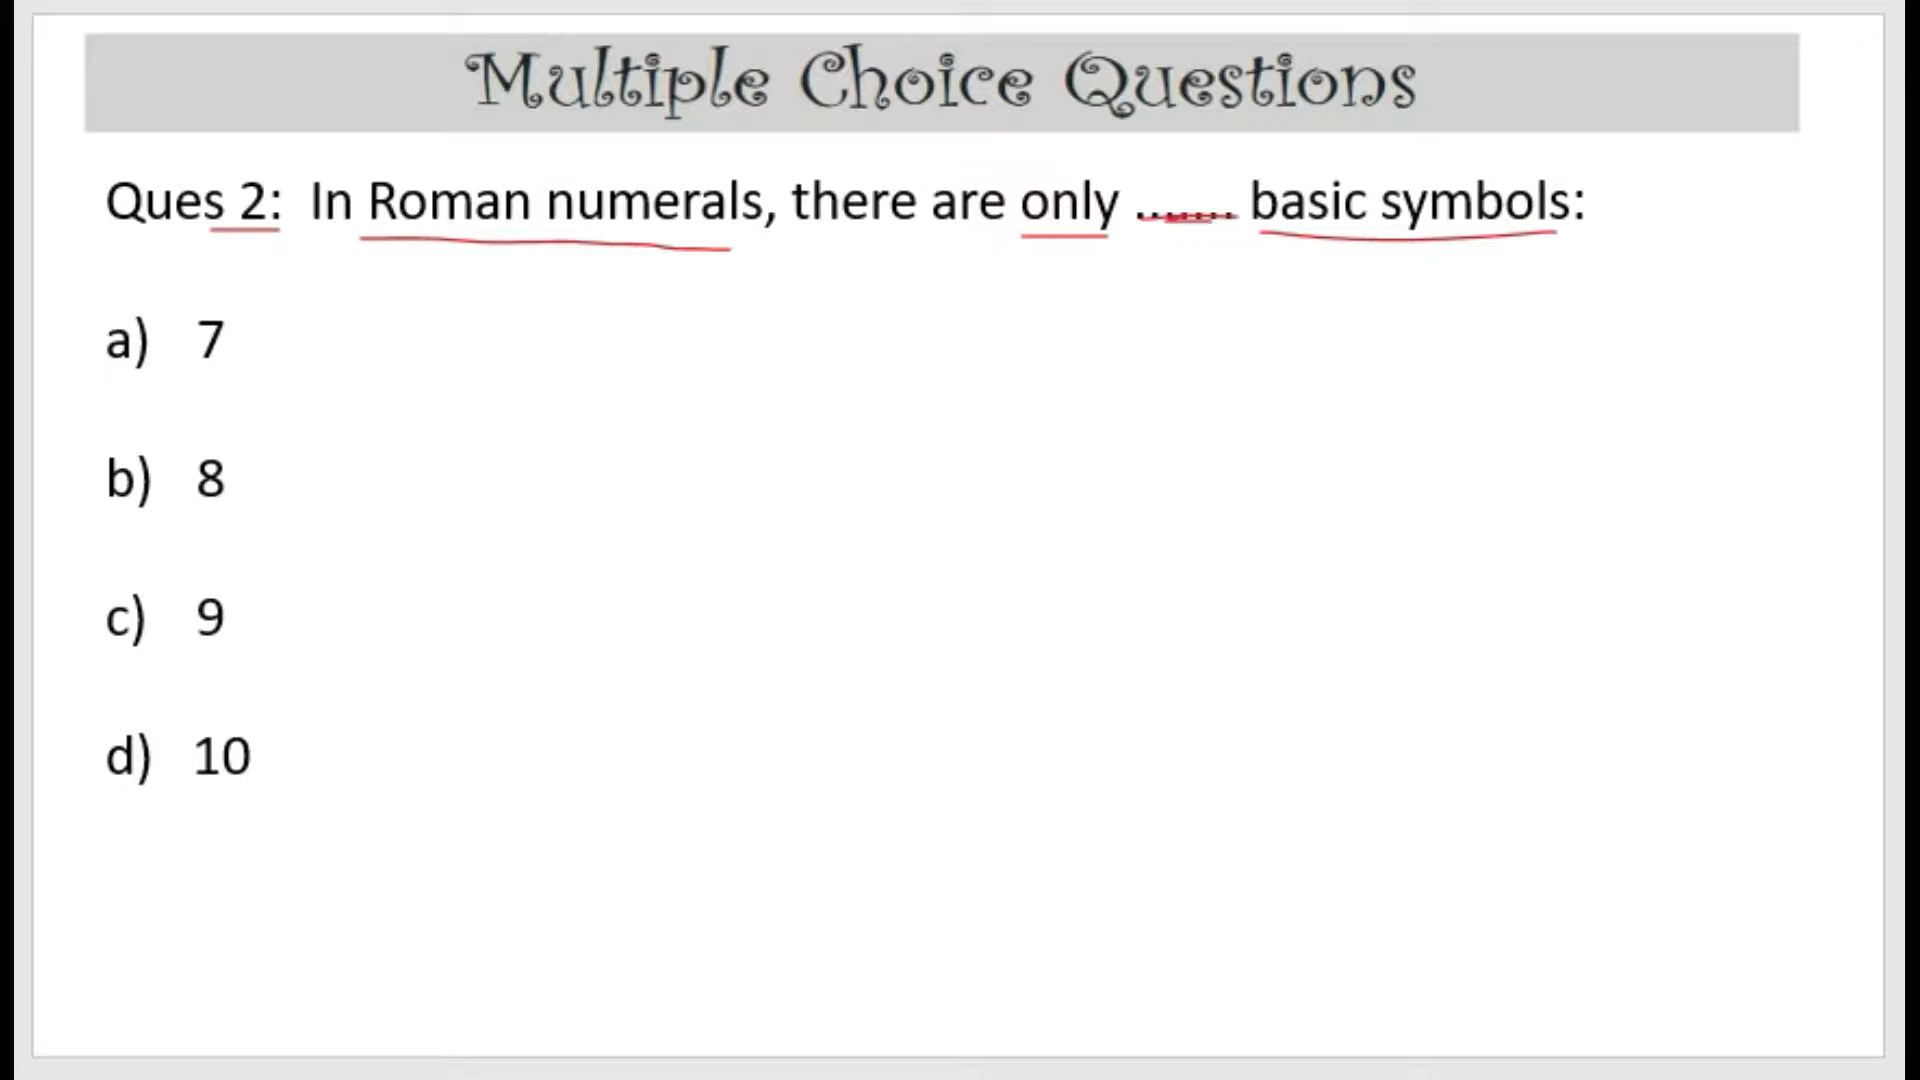 Multiple Choice Questions
Ques 2: In Roman numerals, there are only ....... basic symbols:
a) 7
b) 8
c) 9
d) 10